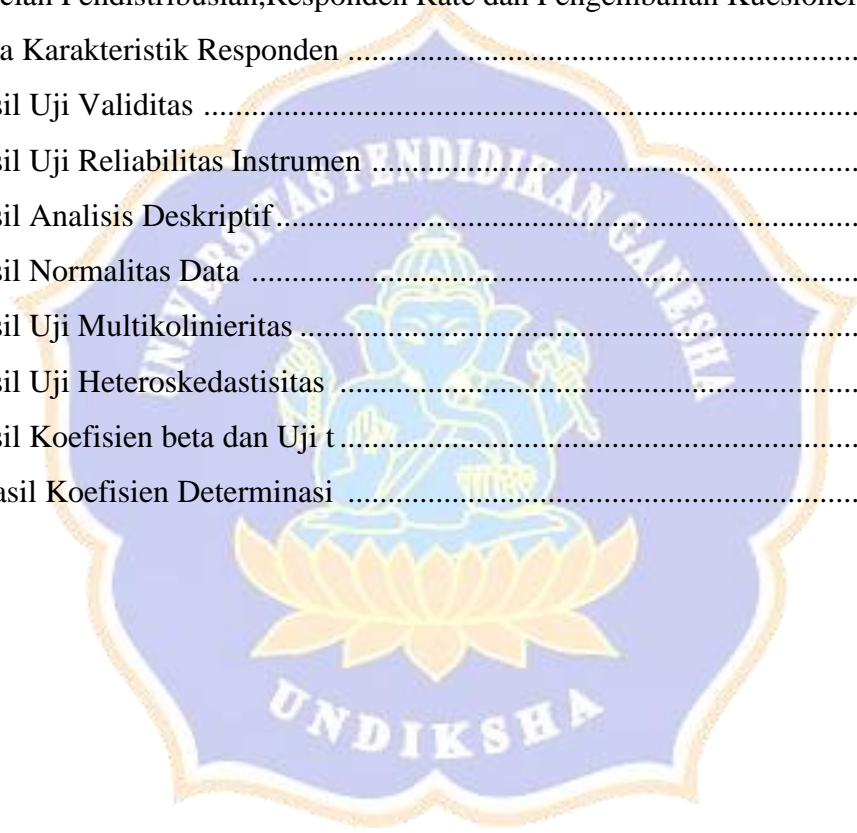 Pendistribusian,Responden Rate dan Pengembalian Kuesioner
a Karakteristik Responden ........................................................................
sil Uji Validitas ........................................................................
sil Uji Reliabilitas Instrumen ........................................................................
sil Analisis Deskriptif ........................................................................
sil Normalitas Data ........................................................................
sil Uji Multikolinieritas ........................................................................
sil Uji Heteroskedastisitas ........................................................................
sil Koefisien beta dan Uji t ........................................................................
asil Koefisien Determinasi ........................................................................
UNIVERSITAS PENDIDIKAN GANESHA
UNDIKSHA